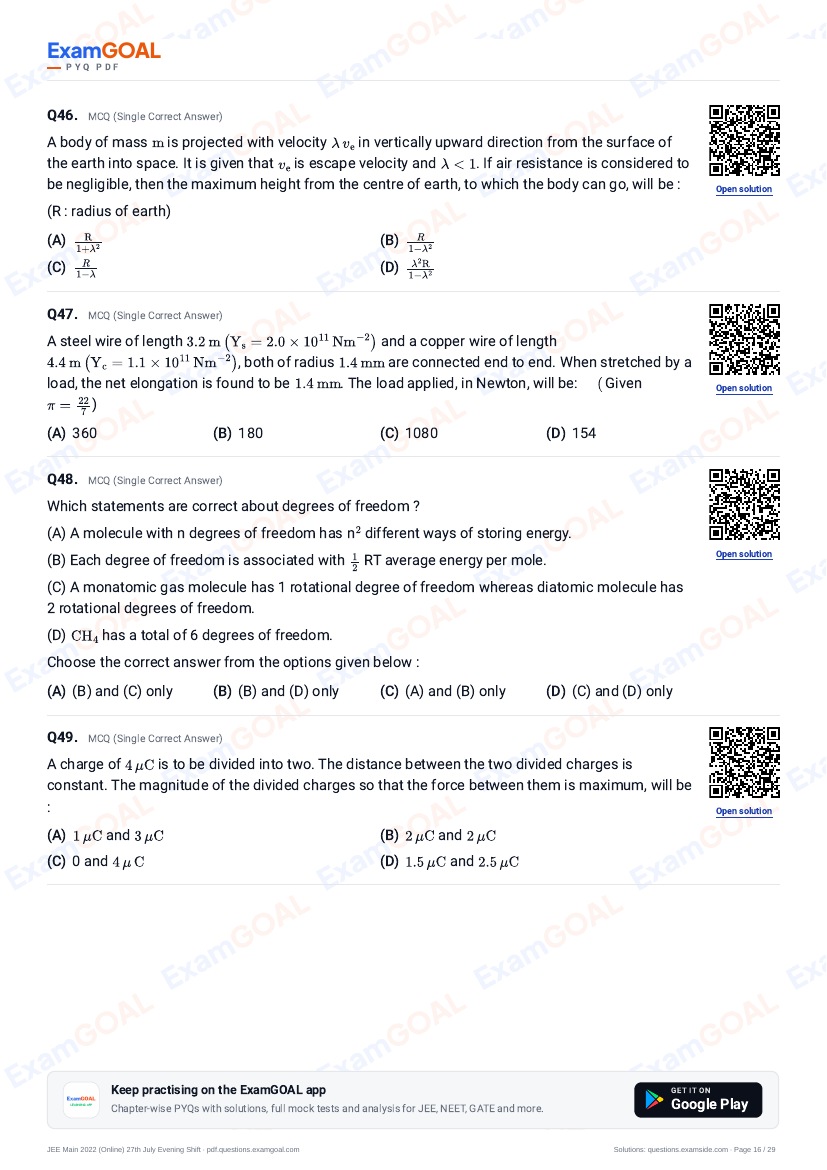 ExamGOAL
PYQ PDF
Q46. MCQ (Single Correct Answer)
A body of mass m is projected with velocity λ vₑ in vertically upward direction from the surface of
the earth into space. It is given that vₑ is escape velocity and λ < 1. If air resistance is considered to
be negligible, then the maximum height from the centre of earth, to which the body can go, will be :
(R : radius of earth)
(A) R/(1+λ²) (B) R/(1−λ²)
(C) R/(1−λ) (D) λ²R/(1−λ²)
Open solution
Q47. MCQ (Single Correct Answer)
A steel wire of length 3.2 m (Yₛ = 2.0 × 10¹¹ Nm⁻²) and a copper wire of length
4.4 m (Y_c = 1.1 × 10¹¹ Nm⁻²), both of radius 1.4 mm are connected end to end. When stretched by a
load, the net elongation is found to be 1.4 mm. The load applied, in Newton, will be: ( Given
π = 22/7 )
(A) 360 (B) 180 (C) 1080 (D) 154
Open solution
Q48. MCQ (Single Correct Answer)
Which statements are correct about degrees of freedom ?
(A) A molecule with n degrees of freedom has n² different ways of storing energy.
(B) Each degree of freedom is associated with 1/2 RT average energy per mole.
(C) A monatomic gas molecule has 1 rotational degree of freedom whereas diatomic molecule has
2 rotational degrees of freedom.
(D) CH₄ has a total of 6 degrees of freedom.
Choose the correct answer from the options given below :
(A) (B) and (C) only (B) (B) and (D) only (C) (A) and (B) only (D) (C) and (D) only
Open solution
Q49. MCQ (Single Correct Answer)
A charge of 4 μC is to be divided into two. The distance between the two divided charges is
constant. The magnitude of the divided charges so that the force between them is maximum, will be
:
(A) 1 μC and 3 μC (B) 2 μC and 2 μC
(C) 0 and 4 μ C (D) 1.5 μC and 2.5 μC
Open solution
ExamGOAL
Keep practising on the ExamGOAL app
Chapter-wise PYQs with solutions, full mock tests and analysis for JEE, NEET, GATE and more.
GET IT ON
Google Play
JEE Main 2022 (Online) 27th July Evening Shift · pdf.questions.examgoal.com
Solutions: questions.examside.com · Page 16 / 29